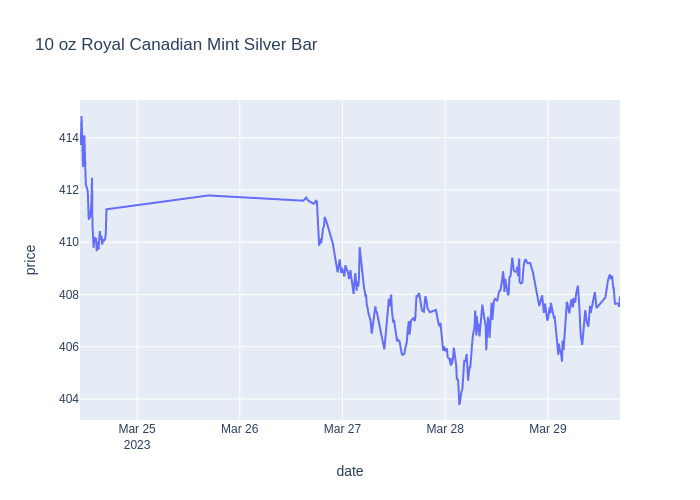 10 oz Royal Canadian Mint Silver Bar
414
412
410
408
406
404
price
Mar 25
2023
Mar 26
Mar 27
Mar 28
Mar 29
date